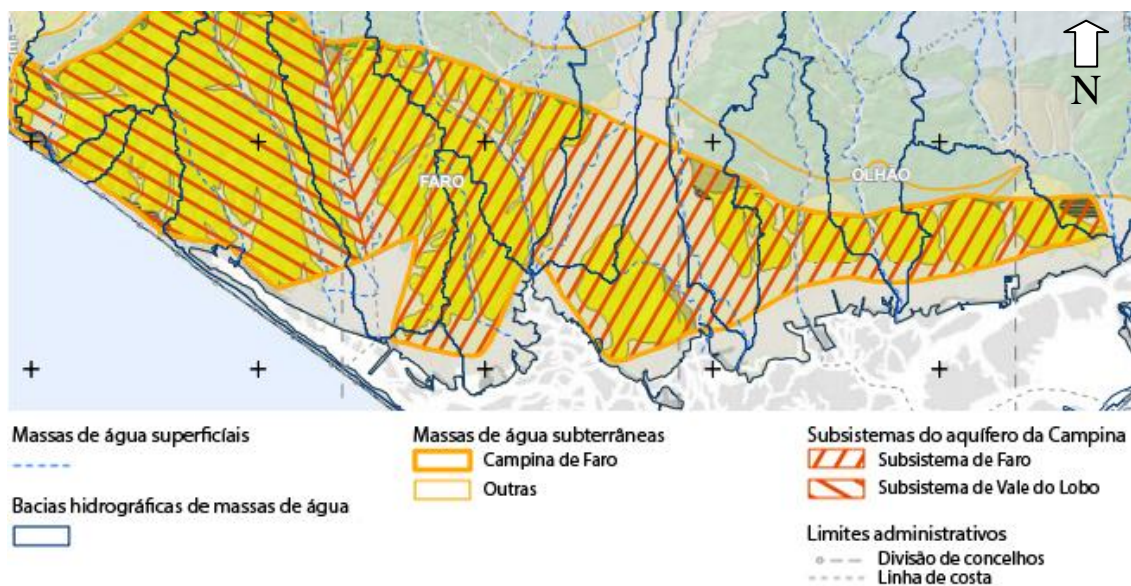 N
FARO
OLHÃO
Massas de água superficíais
Bacias hidrográficas de massas de água
Massas de água subterrâneas
Campina de Faro
Outras
Subsistemas do aquífero da Campina
Subsistema de Faro
Subsistema de Vale do Lobo
Limites administrativos
Divisão de concelhos
Linha de costa